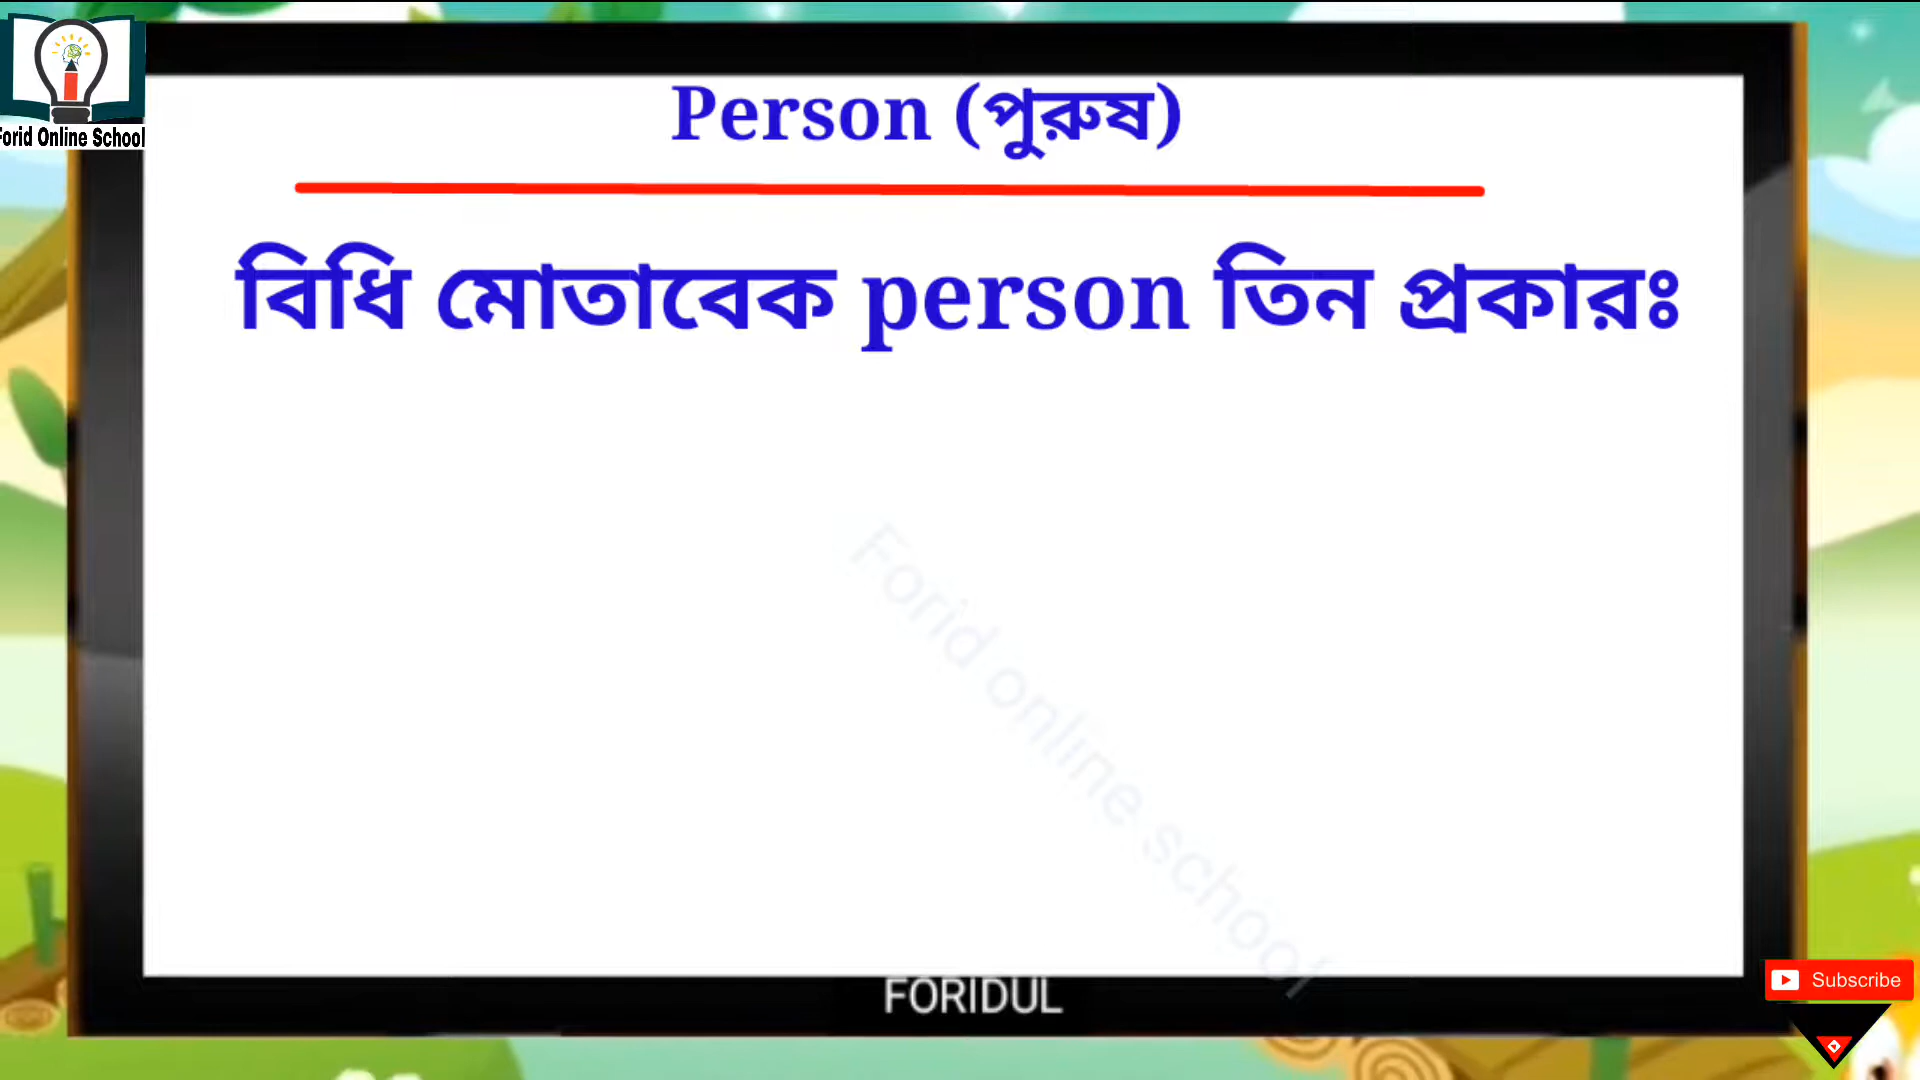 Forid Online School
Person (পুরুষ)
বিধি মোতাবেক person তিন প্রকারঃ
Forid online school
FORIDUL
Subscribe